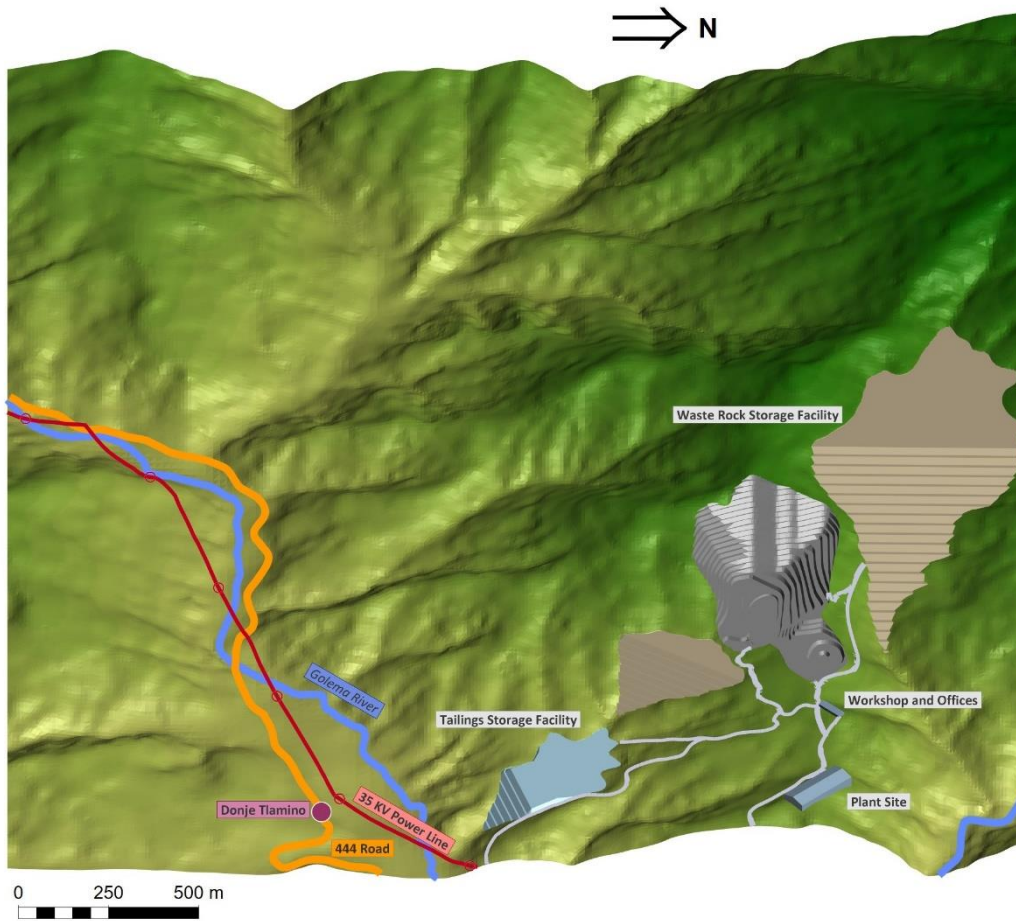 N
Waste Rock Storage Facility
Golema River
Workshop and Offices
Tailings Storage Facility
Plant Site
Donje Tlamino
35 KV Power Line
444 Road
0 250 500 m